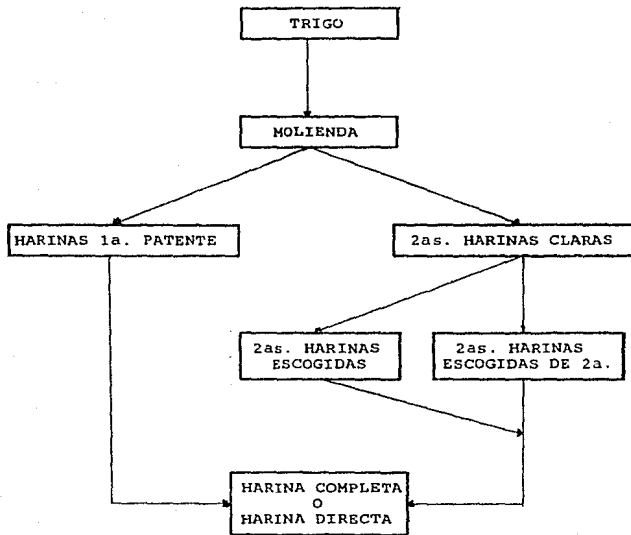 TRIGO
MOLIENDA
HARINAS 1a. PATENTE
2as. HARINAS CLARAS
2as. HARINAS
ESCOGIDAS
2as. HARINAS
ESCOGIDAS DE 2a.
HARINA COMPLETA
O
HARINA DIRECTA